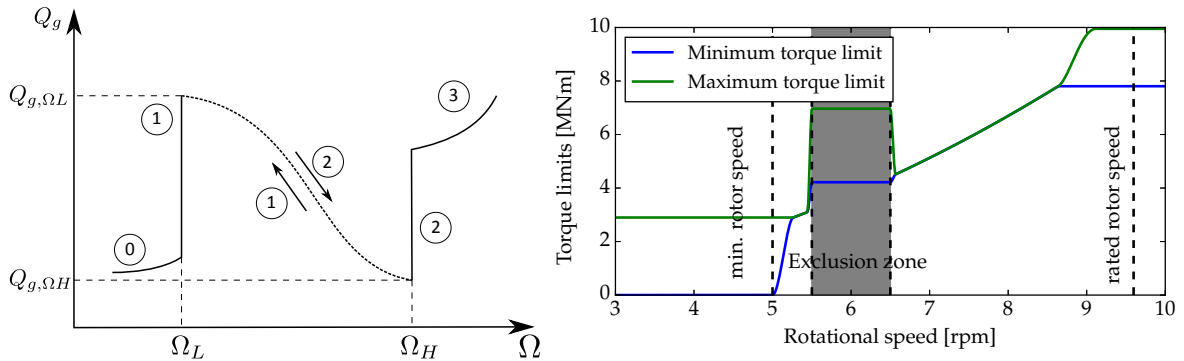 Q_g
Q_{g,ΩL}
Q_{g,ΩH}
1
2
3
1
2
0
Ω_L
Ω_H
Ω
10
8
6
4
2
0
Torque limits [MNm]
Minimum torque limit
Maximum torque limit
min. rotor speed
Exclusion zone
rated rotor speed
3
4
5
6
7
8
9
10
Rotational speed [rpm]